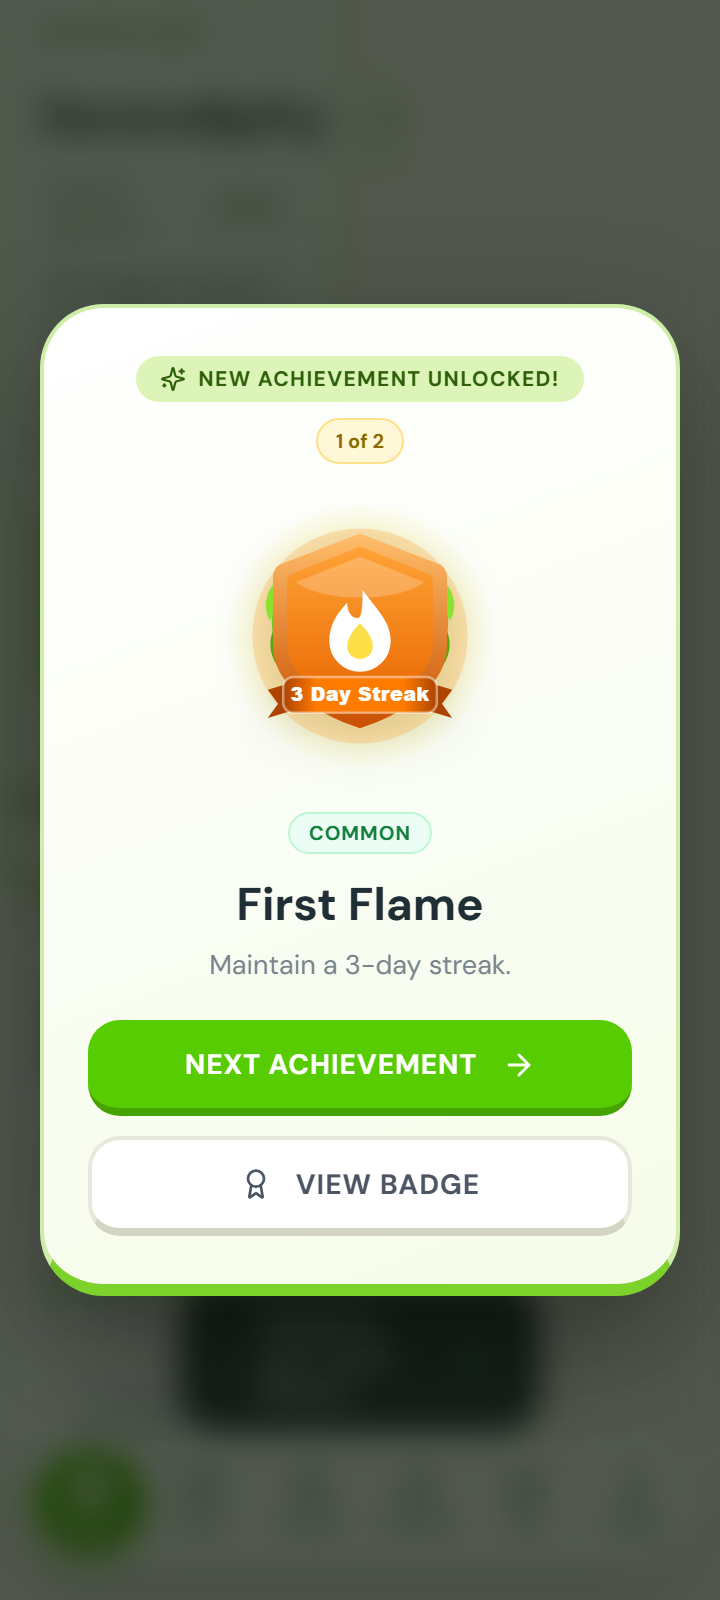 NEW ACHIEVEMENT UNLOCKED!
1 of 2
3 Day Streak
COMMON
First Flame
Maintain a 3-day streak.
NEXT ACHIEVEMENT
VIEW BADGE